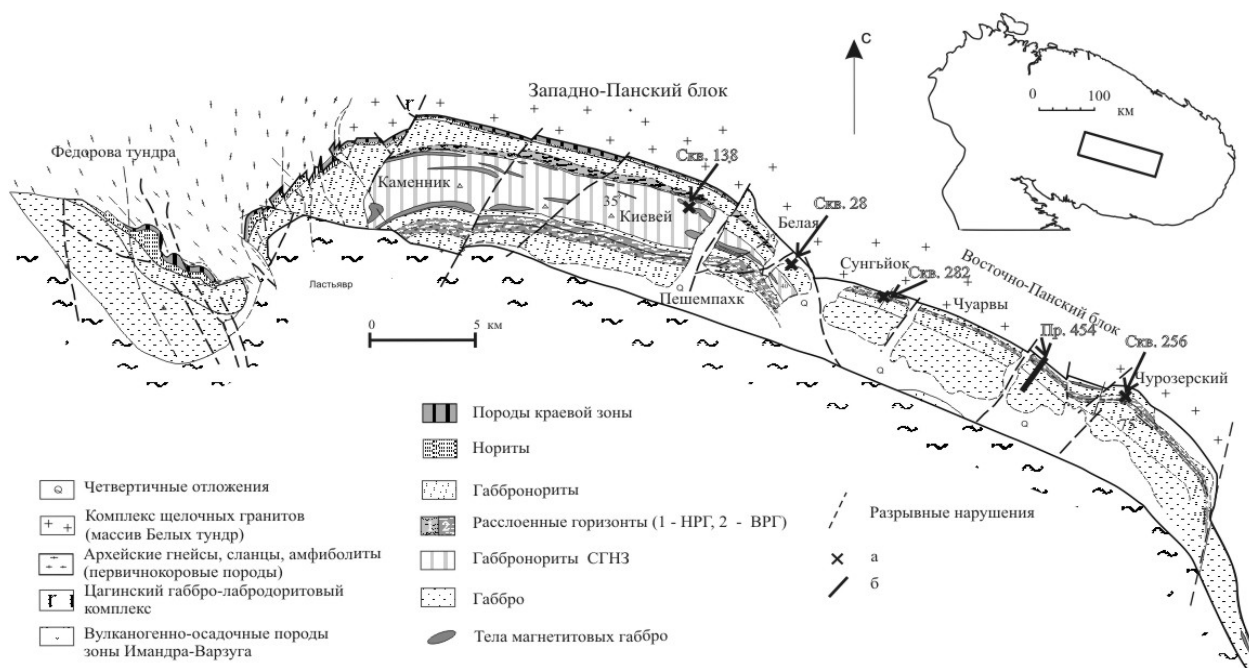 С
0 100
км
Западно-Панский блок
Федорова тундра
Скв. 138
Каменник
35
Киевей
Скв. 28
Белая
Восточно-Панский блок
Сунгъйок
Скв. 282
Ластьявр
Пешемпахк
Q
Q
Чуарвы
Пр. 454
Скв. 256
0 5 км
Q
Чурозерский
75
Q
Породы краевой зоны
Нориты
Q Четвертичные отложения
Габбронориты
Комплекс щелочных гранитов
(массив Белых тундр)
Расслоенные горизонты (1 - НРГ, 2 - ВРГ)
Разрывные нарушения
Архейские гнейсы, сланцы, амфиболиты
(первичнокоровые породы)
Габбронориты СГНЗ
а
б
Цагинский габбро-лабродоритовый
комплекс
Габбро
Вулканогенно-осадочные породы
зоны Имандра-Варзуга
Тела магнетитовых габбро